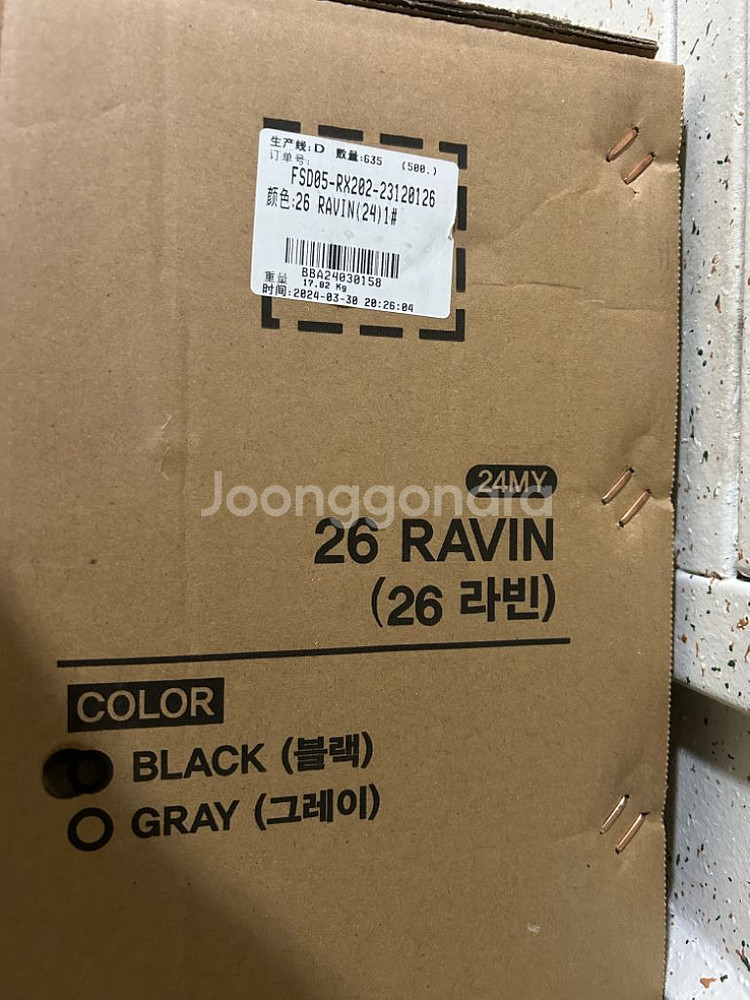 生产线:D 数量:635 (500.)
订单号:
FSD05-RX202-23120126
颜色:26 RAVIN(24)1#
BBA24030158
重量 17.82 Kg
时间:2024-03-30 20:26:04
24MY
Joonggonara
26 RAVIN
(26 라빈)
COLOR
BLACK (블랙)
GRAY (그레이)